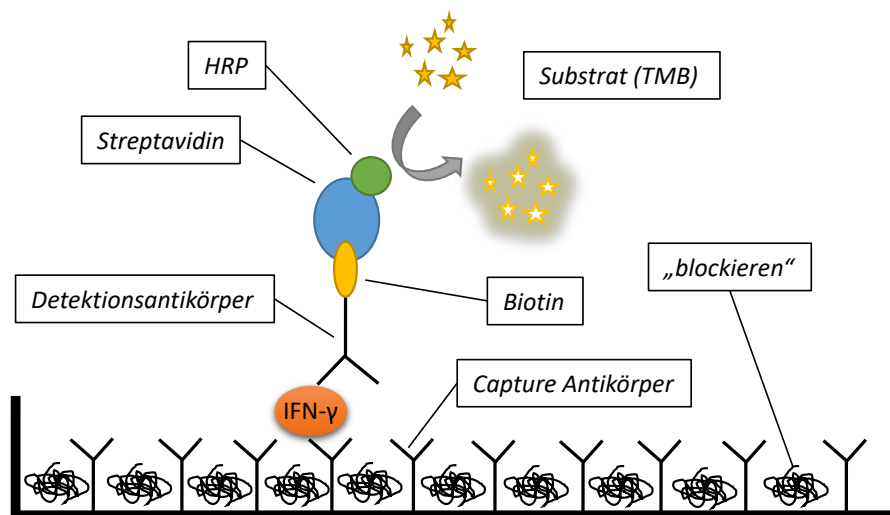 HRP
Substrat (TMB)
Streptavidin
„blockieren“
Detektionsantikörper
Biotin
Capture Antikörper
IFN-γ